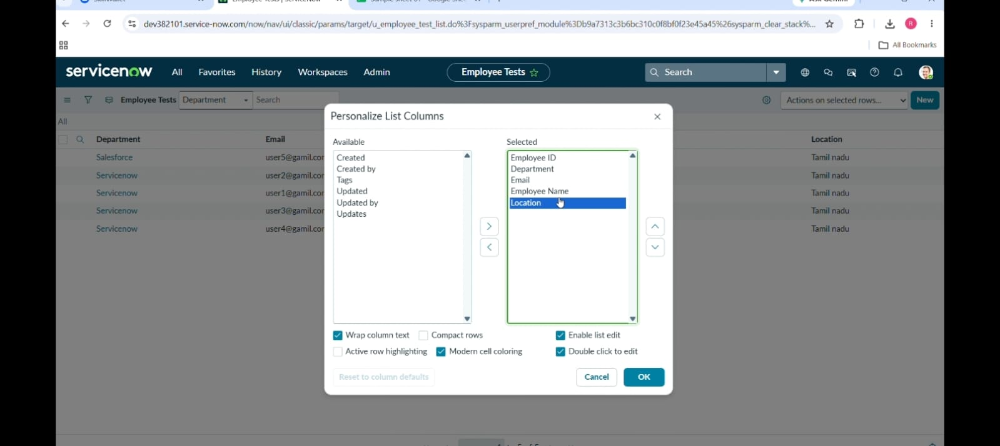 dev382101.service-now.com/now/nav/ui/classic/params/target/u_employee_test_list.do%3Fsysparm_userpref_module%3Db9a7313c3b6bc310c0f8bf0f23e45a45%26sysparm_clear_stack%...
R
All Bookmarks
servicenow All Favorites History Workspaces Admin Employee Tests Search
Employee Tests Department Search Actions on selected rows... New
All
Department Email Location
Salesforce user5@gamil.cor Tamil nadu
Servicenow user2@gamil.cor Tamil nadu
Servicenow user1@gamil.cor Tamil nadu
Servicenow user3@gamil.cor Tamil nadu
Servicenow user4@gamil.cor Tamil nadu
Personalize List Columns
Available
Created
Created by
Tags
Updated
Updated by
Updates
Selected
Employee ID
Department
Email
Employee Name
Location
Wrap column text Compact rows Enable list edit
Active row highlighting Modern cell coloring Double click to edit
Reset to column defaults Cancel OK